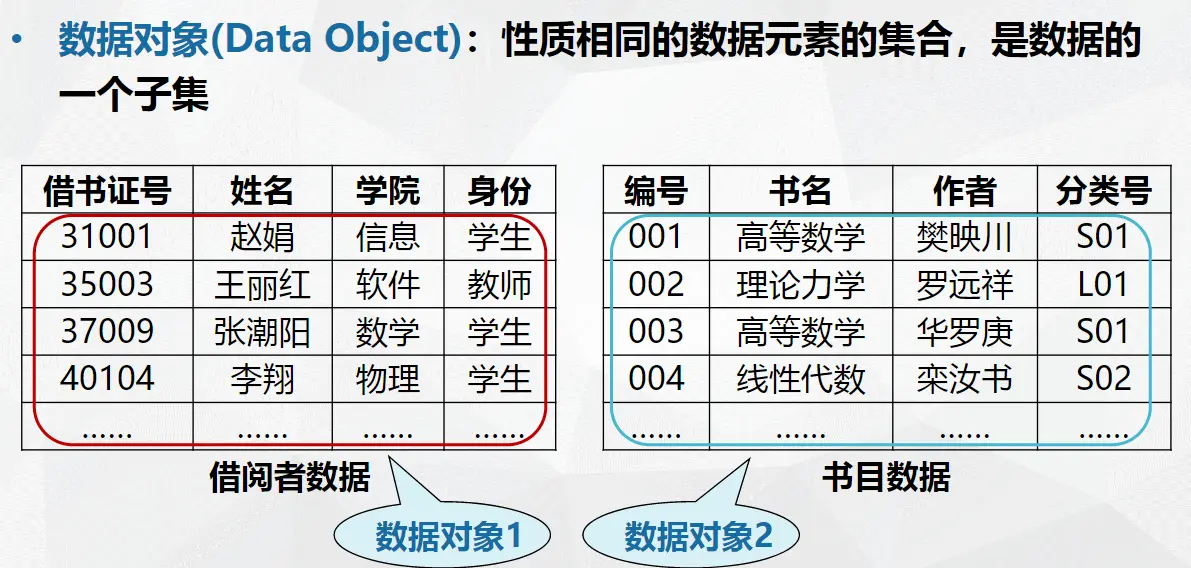 • 数据对象(Data Object)：性质相同的数据元素的集合，是数据的
一个子集
借书证号 姓名 学院 身份
31001 赵娟 信息 学生
35003 王丽红 软件 教师
37009 张潮阳 数学 学生
40104 李翔 物理 学生
…… …… …… ……
借阅者数据
数据对象1
编号 书名 作者 分类号
001 高等数学 樊映川 S01
002 理论力学 罗远祥 L01
003 高等数学 华罗庚 S01
004 线性代数 栾汝书 S02
…… …… …… ……
书目数据
数据对象2